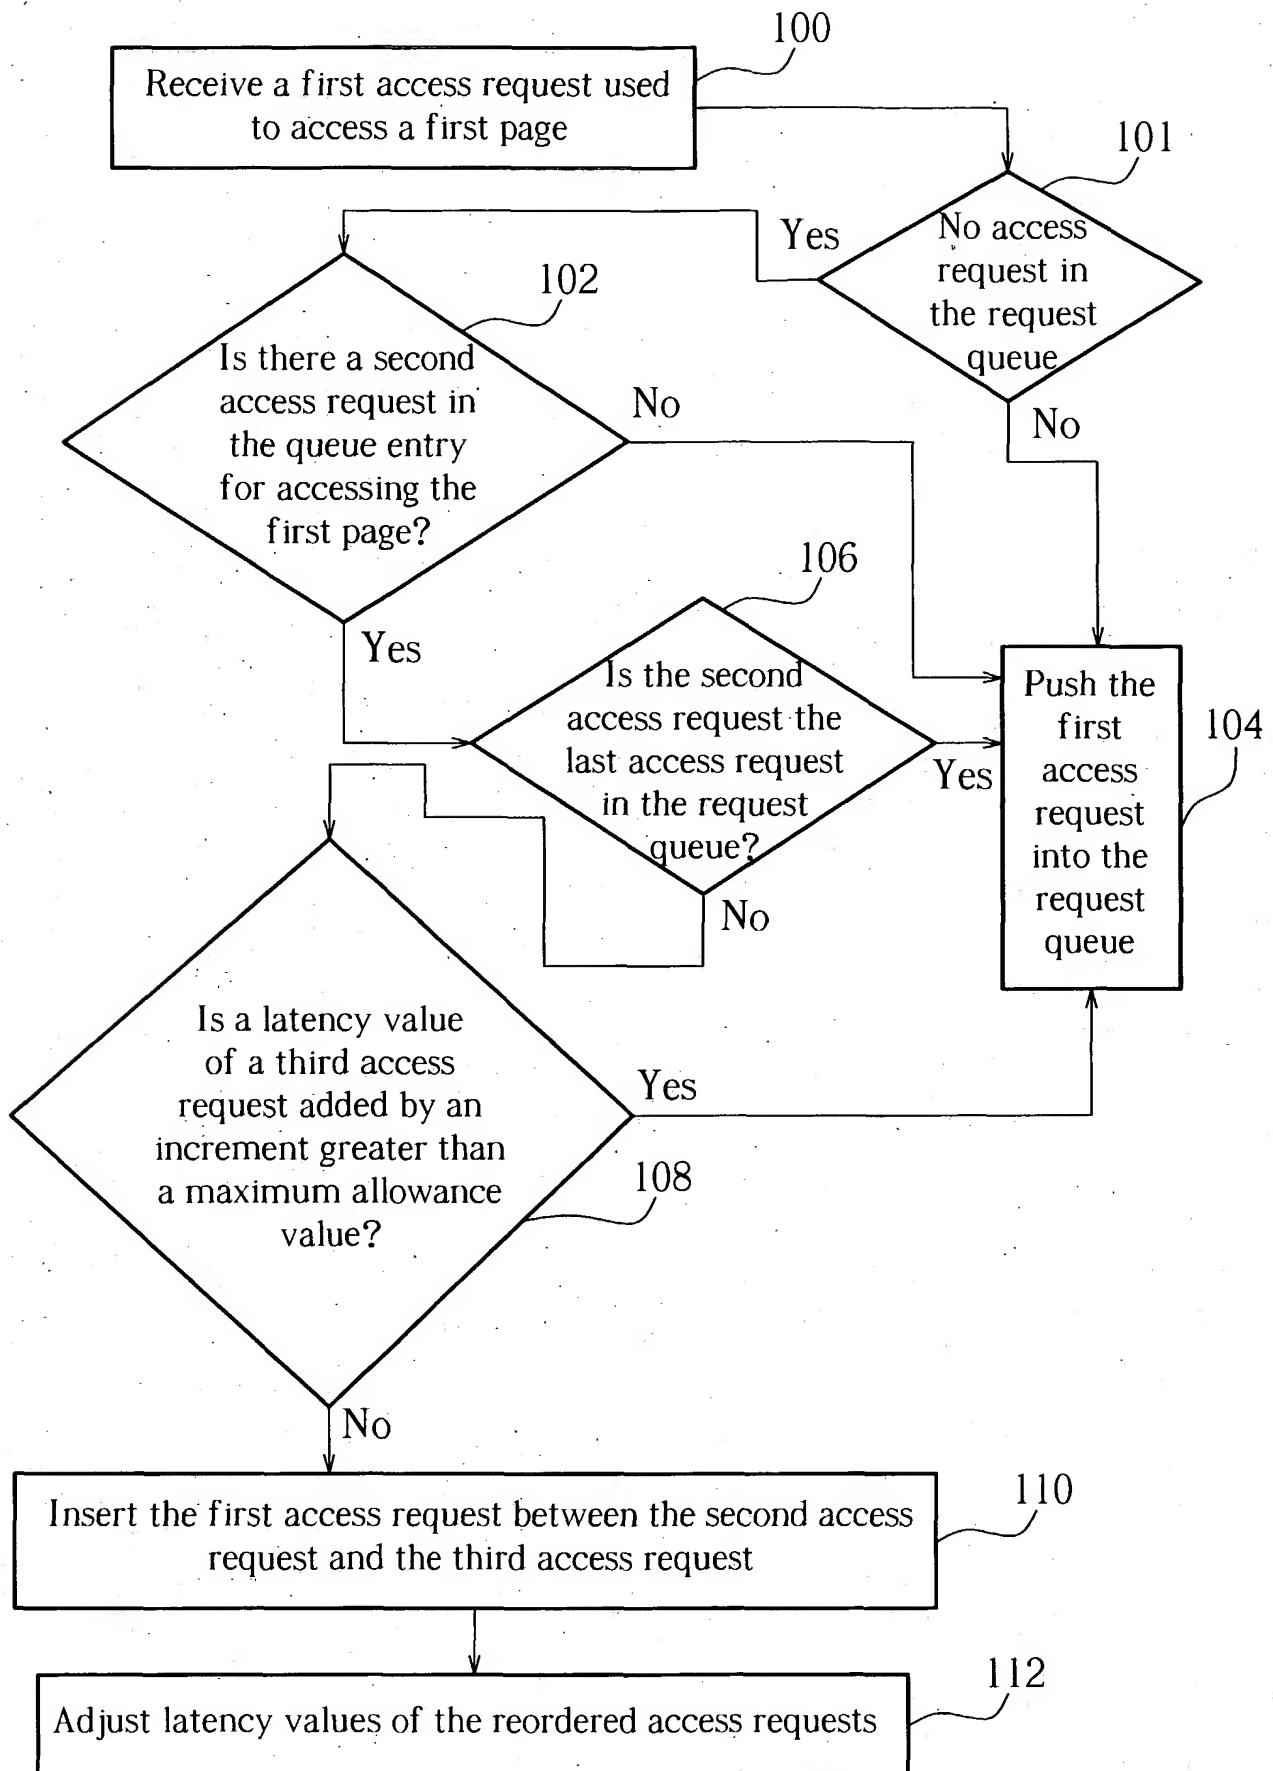 100
Receive a first access request used
to access a first page
101
Yes
No access
request in
the request
queue
102
Is there a second
access request in
the queue entry
for accessing the
first page?
No
No
106
Yes
Is the second
access request the
last access request
in the request
queue?
Yes
Push the
first
access
request
into the
request
queue
104
No
Is a latency value
of a third access
request added by an
increment greater than
a maximum allowance
value?
Yes
108
No
Insert the first access request between the second access
request and the third access request
110
112
Adjust latency values of the reordered access requests